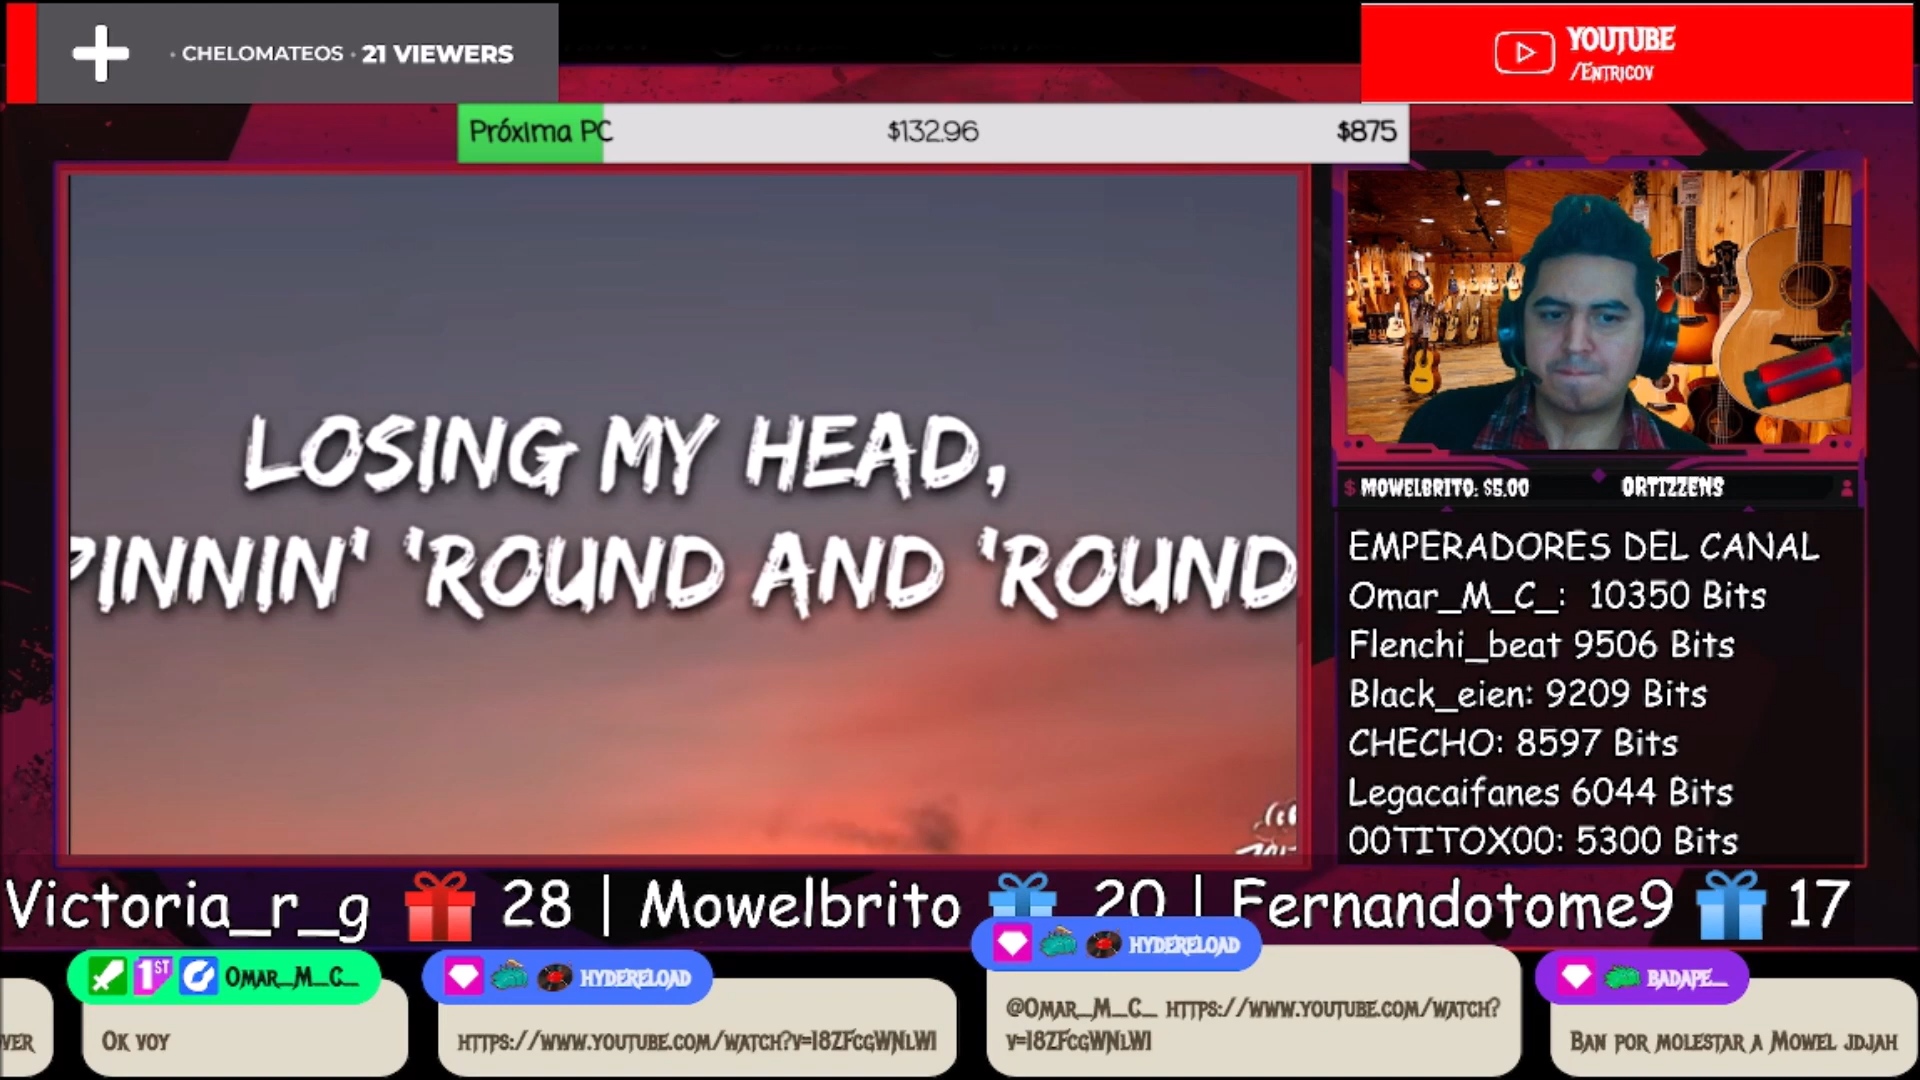 · CHELOMATEOS · 21 VIEWERS
YOUTUBE
/ENTRICOV
Próxima PC $132.96 $875
LOSING MY HEAD,
PINNIN' 'ROUND AND 'ROUND
$ MOWELBRITO: $5.00 ORTIZZENS
EMPERADORES DEL CANAL
Omar_M_C_: 10350 Bits
Flenchi_beat 9506 Bits
Black_eien: 9209 Bits
CHECHO: 8597 Bits
Legacaifanes 6044 Bits
00TITOX00: 5300 Bits
Victoria_r_g 28 | Mowelbrito 20 | Fernandotome9 17
VER
1ST OMAR_M_C_
OK VOY
HYDERELOAD
HTTPS://WWW.YOUTUBE.COM/WATCH?V=I8ZFCGWNLWI
HYDERELOAD
@OMAR_M_C_ HTTPS://WWW.YOUTUBE.COM/WATCH?
V=I8ZFCGWNLWI
BADAPE_
BAN POR MOLESTAR A MOWEL JDJAH